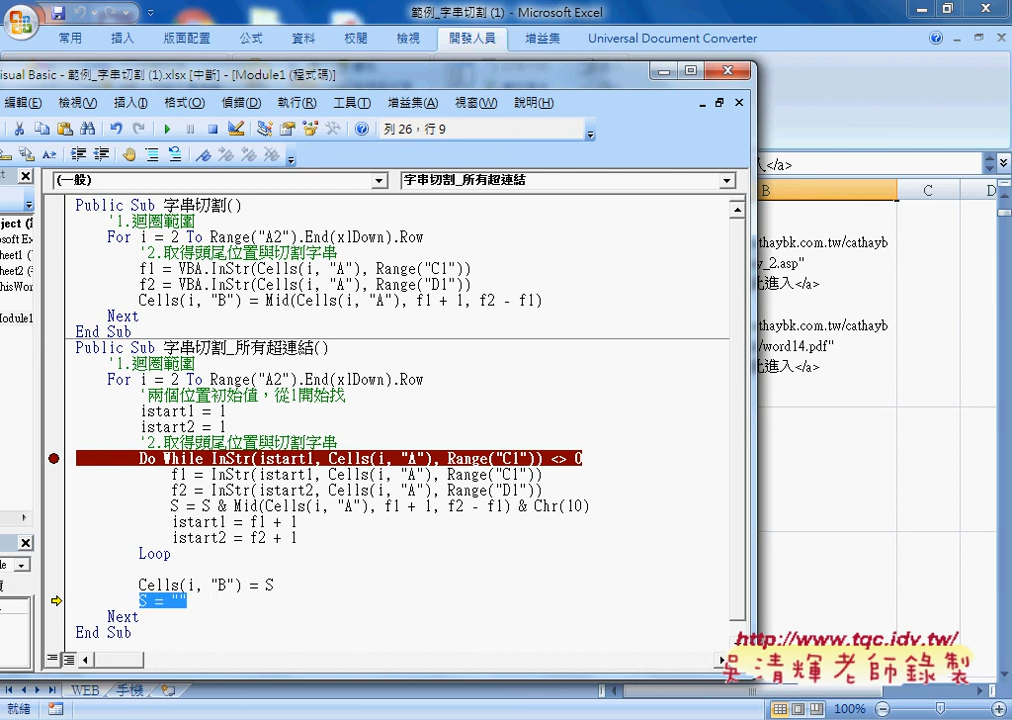 範例_字串切割 (1) - Microsoft Excel
常用 插入 版面配置 公式 資料 校閱 檢視 開發人員 增益集 Universal Document Converter
isual Basic - 範例_字串切割 (1).xlsx [中斷] - [Module1 (程式碼)]
編輯(E) 檢視(V) 插入(I) 格式(O) 偵錯(D) 執行(R) 工具(T) 增益集(A) 視窗(W) 說明(H)
列 26，行 9
入</a>
(一般) 字串切割_所有超連結
B C D
Public Sub 字串切割()
'1.迴圈範圍
For i = 2 To Range("A2").End(xlDown).Row
'2.取得頭尾位置與切割字串
f1 = VBA.InStr(Cells(i, "A"), Range("C1"))
f2 = VBA.InStr(Cells(i, "A"), Range("D1"))
Cells(i, "B") = Mid(Cells(i, "A"), f1 + 1, f2 - f1)
Next
End Sub
Public Sub 字串切割_所有超連結()
'1.迴圈範圍
For i = 2 To Range("A2").End(xlDown).Row
'兩個位置初始值，從1開始找
istart1 = 1
istart2 = 1
'2.取得頭尾位置與切割字串
Do While InStr(istart1, Cells(i, "A"), Range("C1")) <> 0
f1 = InStr(istart1, Cells(i, "A"), Range("C1"))
f2 = InStr(istart2, Cells(i, "A"), Range("D1"))
S = S & Mid(Cells(i, "A"), f1 + 1, f2 - f1) & Chr(10)
istart1 = f1 + 1
istart2 = f2 + 1
Loop
Cells(i, "B") = S
S = ""
Next
End Sub
oject (
soft Ex
heet1 (
heet2 (
hisWor
odule1
athaybk.com.tw/cathayb
y_2.asp"
比進入</a>
athaybk.com.tw/cathayb
/word14.pdf"
比進入</a>
http://www.tqc.idv.tw/
吳清輝老師錄製
WEB 手機
就緒 100%